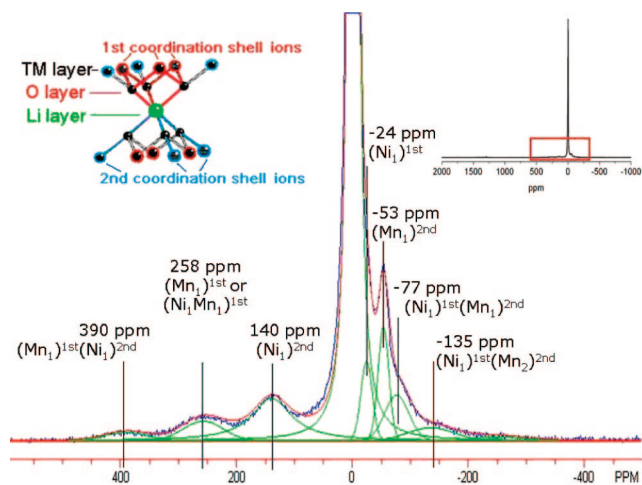 1st coordination shell ions
TM layer
O layer
Li layer
2nd coordination shell ions
-24 ppm
(Ni₁)¹ˢᵗ
-53 ppm
(Mn₁)²ⁿᵈ
-77 ppm
(Ni₁)¹ˢᵗ(Mn₁)²ⁿᵈ
-135 ppm
(Ni₁)¹ˢᵗ(Mn₂)²ⁿᵈ
258 ppm
(Mn₁)¹ˢᵗ or
(Ni₁Mn₁)¹ˢᵗ
390 ppm
(Mn₁)¹ˢᵗ(Ni₁)²ⁿᵈ
140 ppm
(Ni₁)²ⁿᵈ
2000 1500 1000 500 0 -500 -1000
ppm
400 200 0 -200 -400 PPM